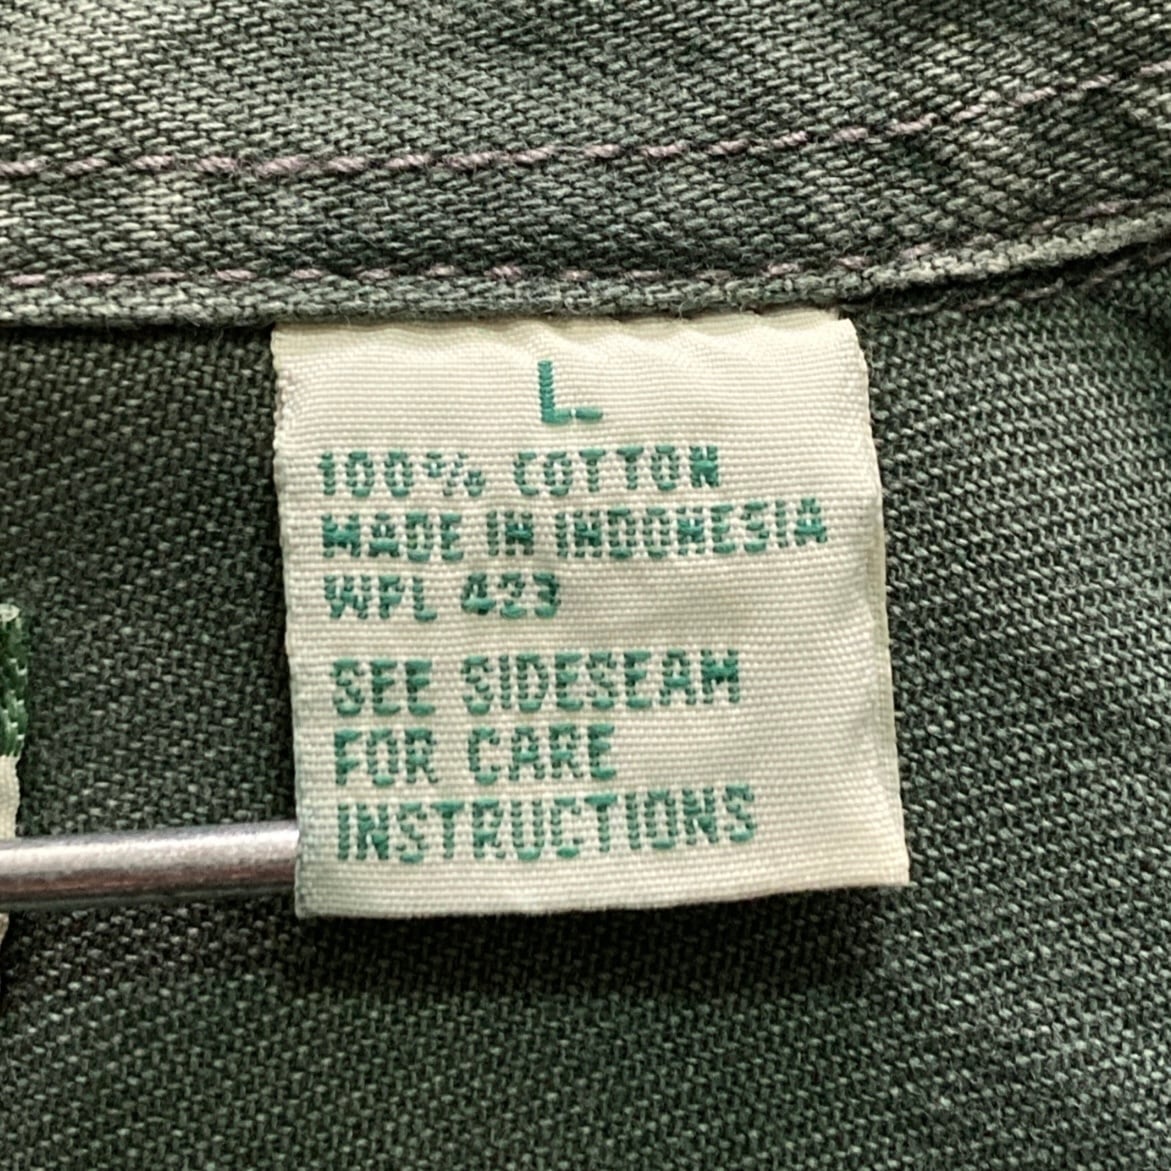 L
100% COTTON
MADE IN INDONESIA
WPL 423
SEE SIDESEAM
FOR CARE
INSTRUCTIONS